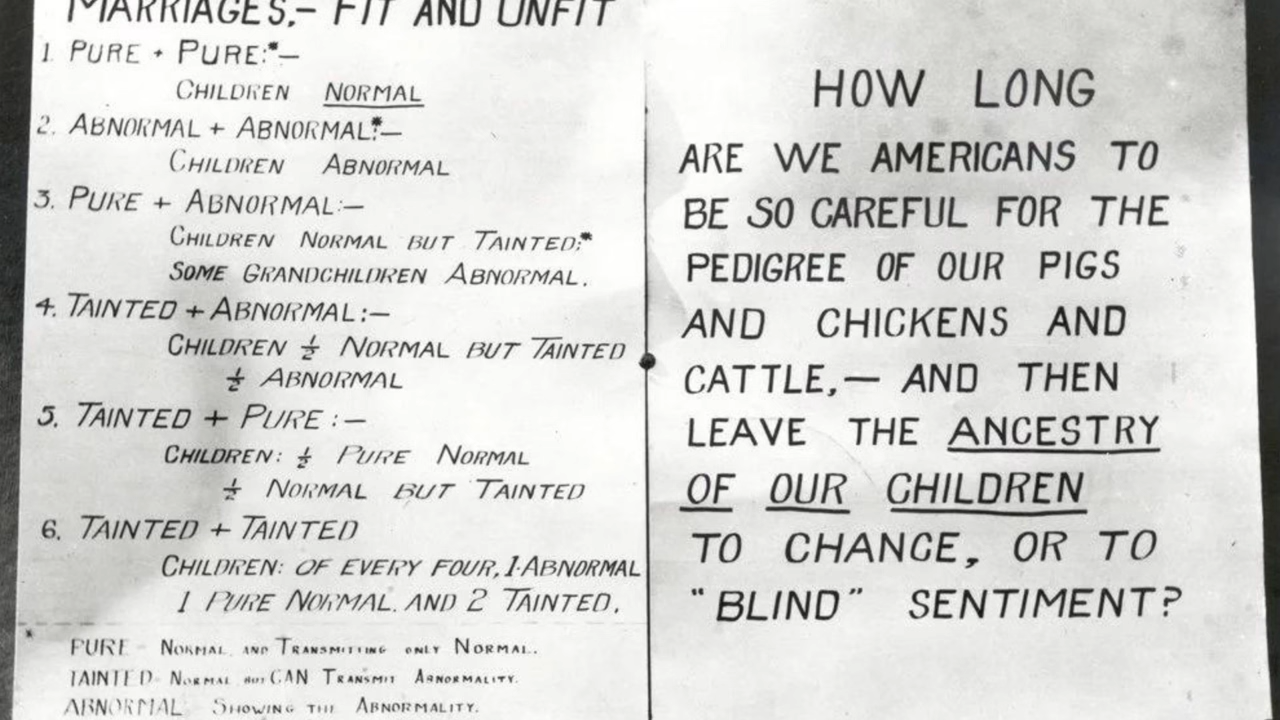 MARRIAGES,— FIT AND UNFIT
1. PURE + PURE:*—
CHILDREN NORMAL
2. ABNORMAL + ABNORMAL:*—
CHILDREN ABNORMAL
3. PURE + ABNORMAL:—
CHILDREN NORMAL BUT TAINTED:*
SOME GRANDCHILDREN ABNORMAL.
4. TAINTED + ABNORMAL:—
CHILDREN ½ NORMAL BUT TAINTED
½ ABNORMAL
5. TAINTED + PURE:—
CHILDREN: ½ PURE NORMAL
½ NORMAL BUT TAINTED
6. TAINTED + TAINTED
CHILDREN: OF EVERY FOUR, 1 ABNORMAL
1 PURE NORMAL. AND 2 TAINTED.
* PURE - NORMAL AND TRANSMITTING ONLY NORMAL.
TAINTED- NORMAL BUT CAN TRANSMIT ABNORMALITY.
ABNORMAL SHOWING THE ABNORMALITY.
HOW LONG
ARE WE AMERICANS TO
BE SO CAREFUL FOR THE
PEDIGREE OF OUR PIGS
AND CHICKENS AND
CATTLE,— AND THEN
LEAVE THE ANCESTRY
OF OUR CHILDREN
TO CHANCE, OR TO
"BLIND" SENTIMENT?